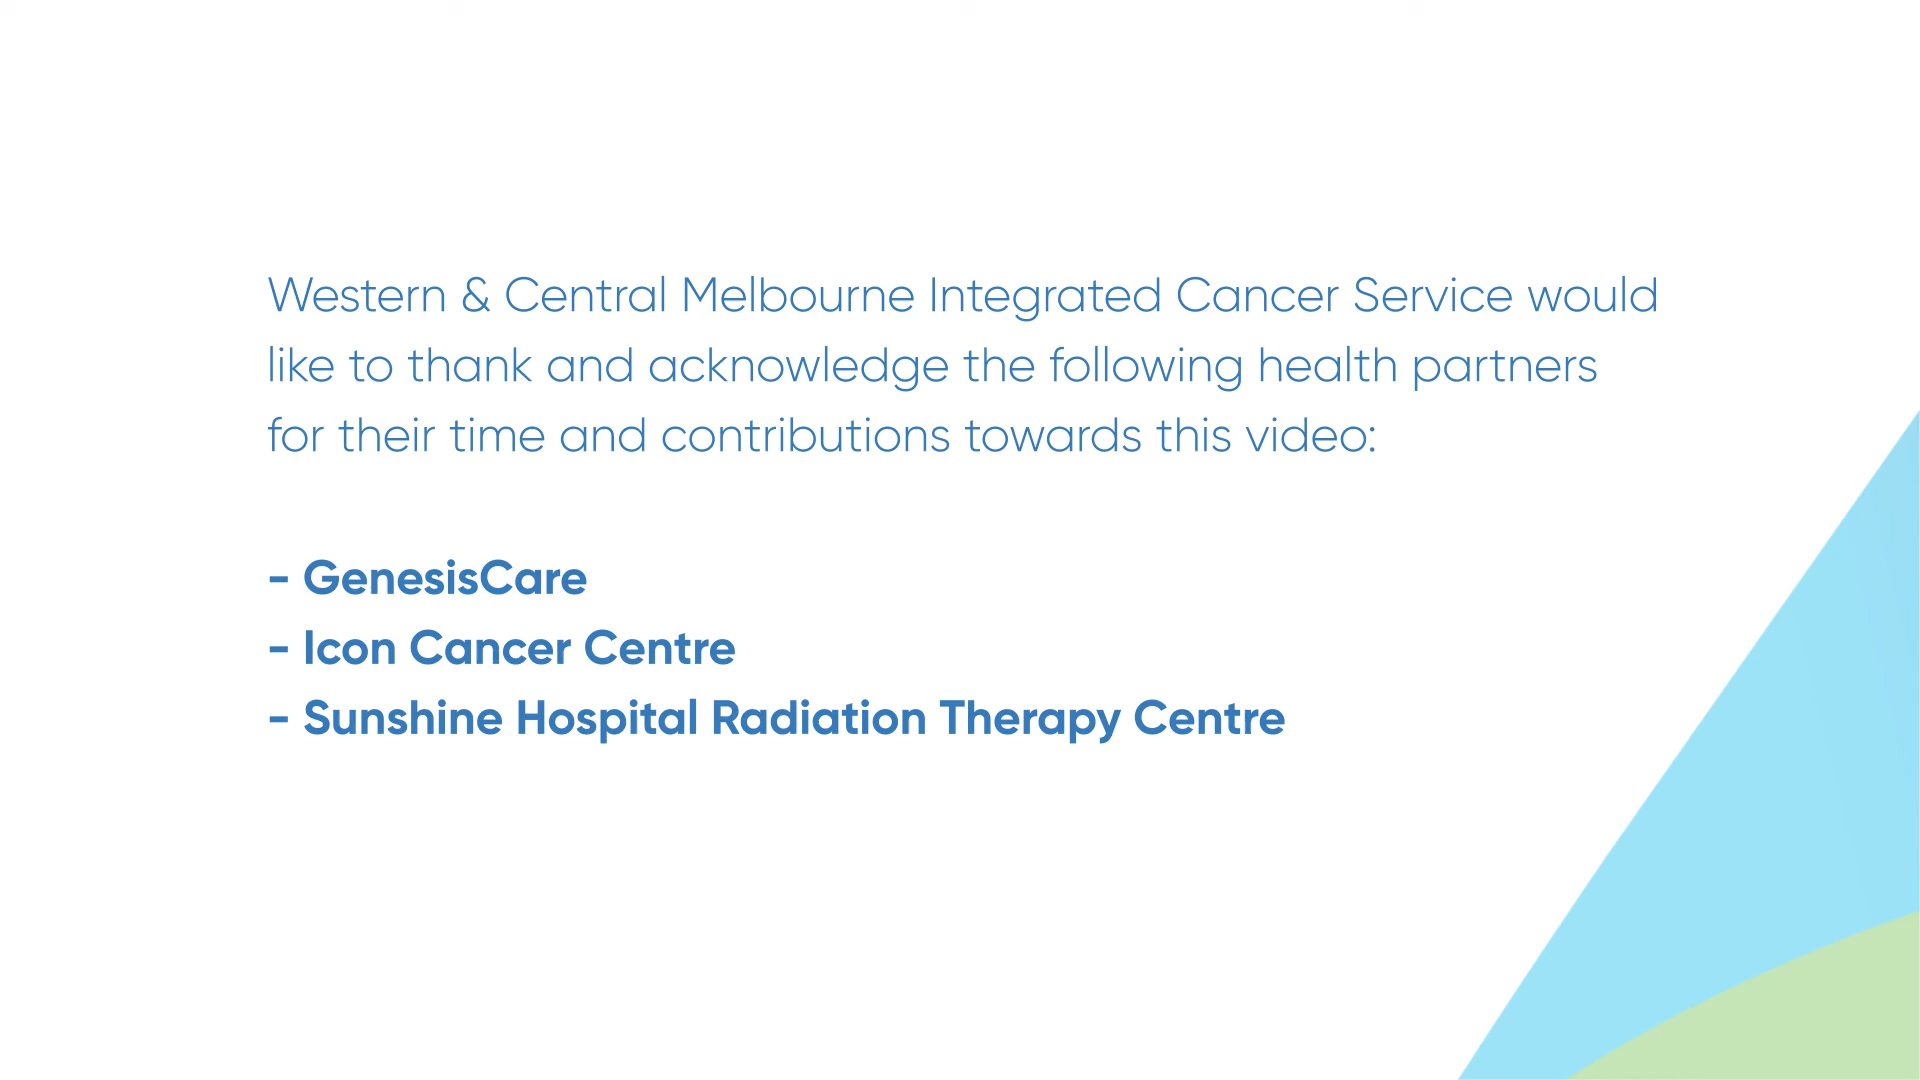 Western & Central Melbourne Integrated Cancer Service would
like to thank and acknowledge the following health partners
for their time and contributions towards this video:
- GenesisCare
- Icon Cancer Centre
- Sunshine Hospital Radiation Therapy Centre